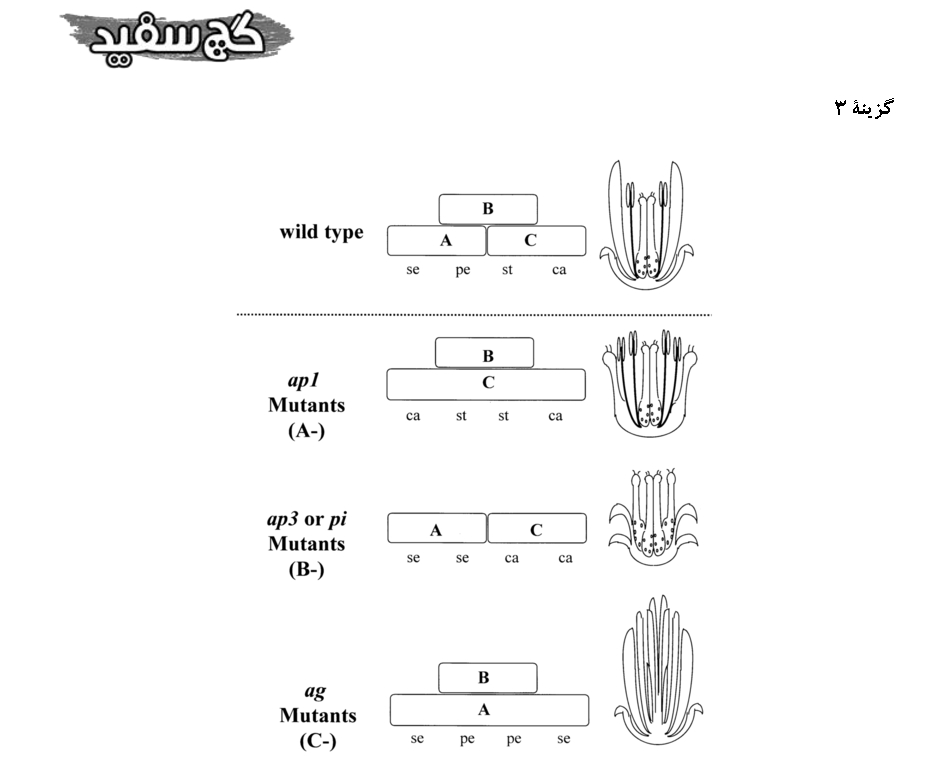 گچ سفید
گزینهٔ ۳
B
wild type
A C
se pe st ca
B
ap1
Mutants
(A-)
C
ca st st ca
ap3 or pi
Mutants
(B-)
A C
se se ca ca
B
ag
Mutants
(C-)
A
se pe pe se